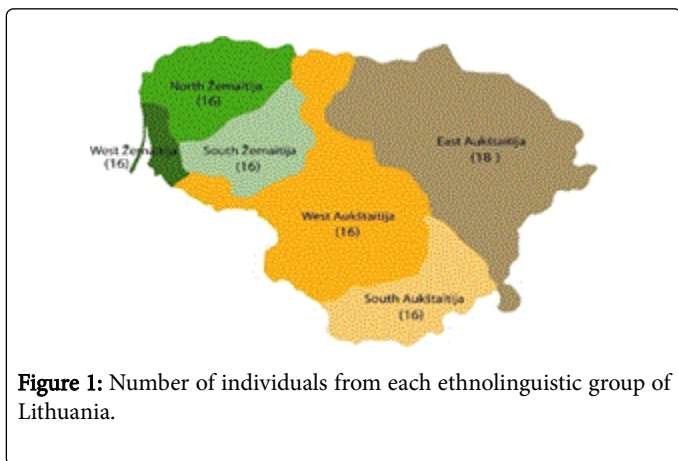 North Žemaitija
(16)
West Žemaitija
(16)
South Žemaitija
(16)
East Aukštaitija
(18 )
West Aukštaitija
(16)
South Aukštaitija
(16)
Figure 1: Number of individuals from each ethnolinguistic group of
Lithuania.